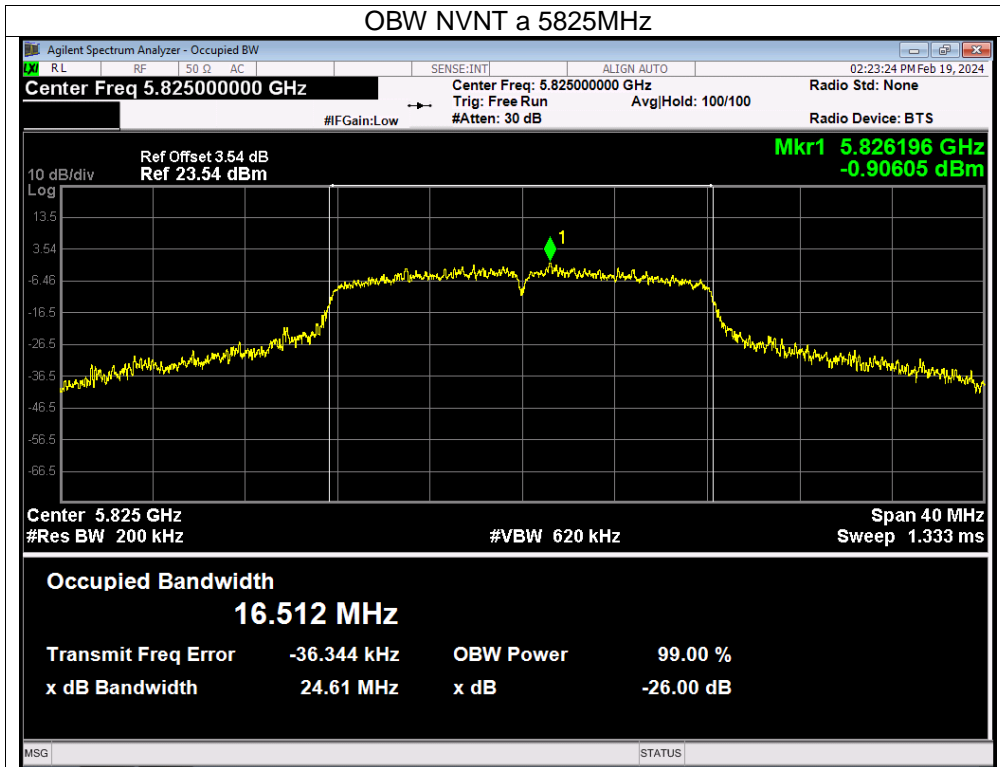 OBW NVNT a 5825MHz
Agilent Spectrum Analyzer - Occupied BW
LXI RL RF 50 Ω AC SENSE:INT ALIGN AUTO 02:23:24 PM Feb 19, 2024
Center Freq 5.825000000 GHz Center Freq: 5.825000000 GHz Radio Std: None
Trig: Free Run Avg|Hold: 100/100
#IFGain:Low #Atten: 30 dB Radio Device: BTS
Ref Offset 3.54 dB Mkr1 5.826196 GHz
10 dB/div Ref 23.54 dBm -0.90605 dBm
Log
13.5
1
3.54
-6.46
-16.5
-26.5
-36.5
-46.5
-56.5
-66.5
Center 5.825 GHz Span 40 MHz
#Res BW 200 kHz #VBW 620 kHz Sweep 1.333 ms
Occupied Bandwidth
16.512 MHz
Transmit Freq Error -36.344 kHz OBW Power 99.00 %
x dB Bandwidth 24.61 MHz x dB -26.00 dB
MSG STATUS